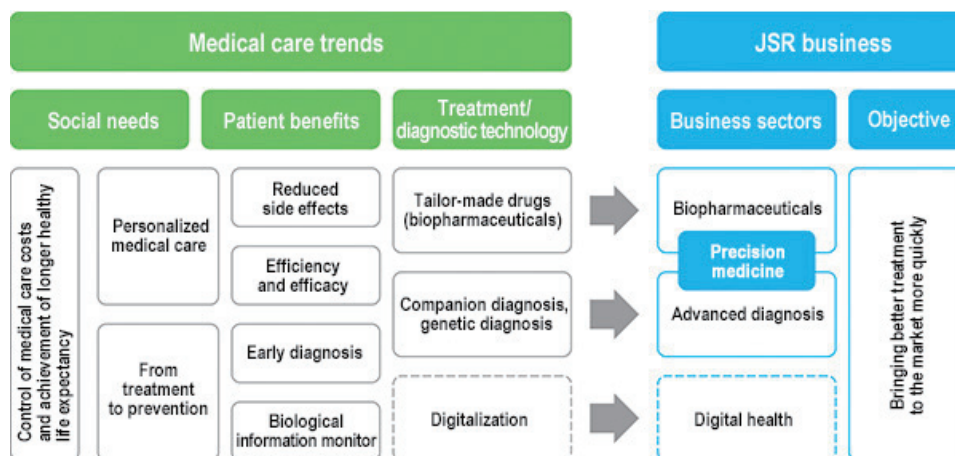 Medical care trends
JSR business
Social needs
Patient benefits
Treatment/
diagnostic technology
Business sectors
Objective
Control of medical care costs
and achievement of longer healthy
life expectancy
Personalized
medical care
From
treatment
to prevention
Reduced
side effects
Efficiency
and efficacy
Early diagnosis
Biological
information monitor
Tailor-made drugs
(biopharmaceuticals)
Companion diagnosis,
genetic diagnosis
Digitalization
Biopharmaceuticals
Precision
medicine
Advanced diagnosis
Digital health
Bringing better treatment
to the market more quickly